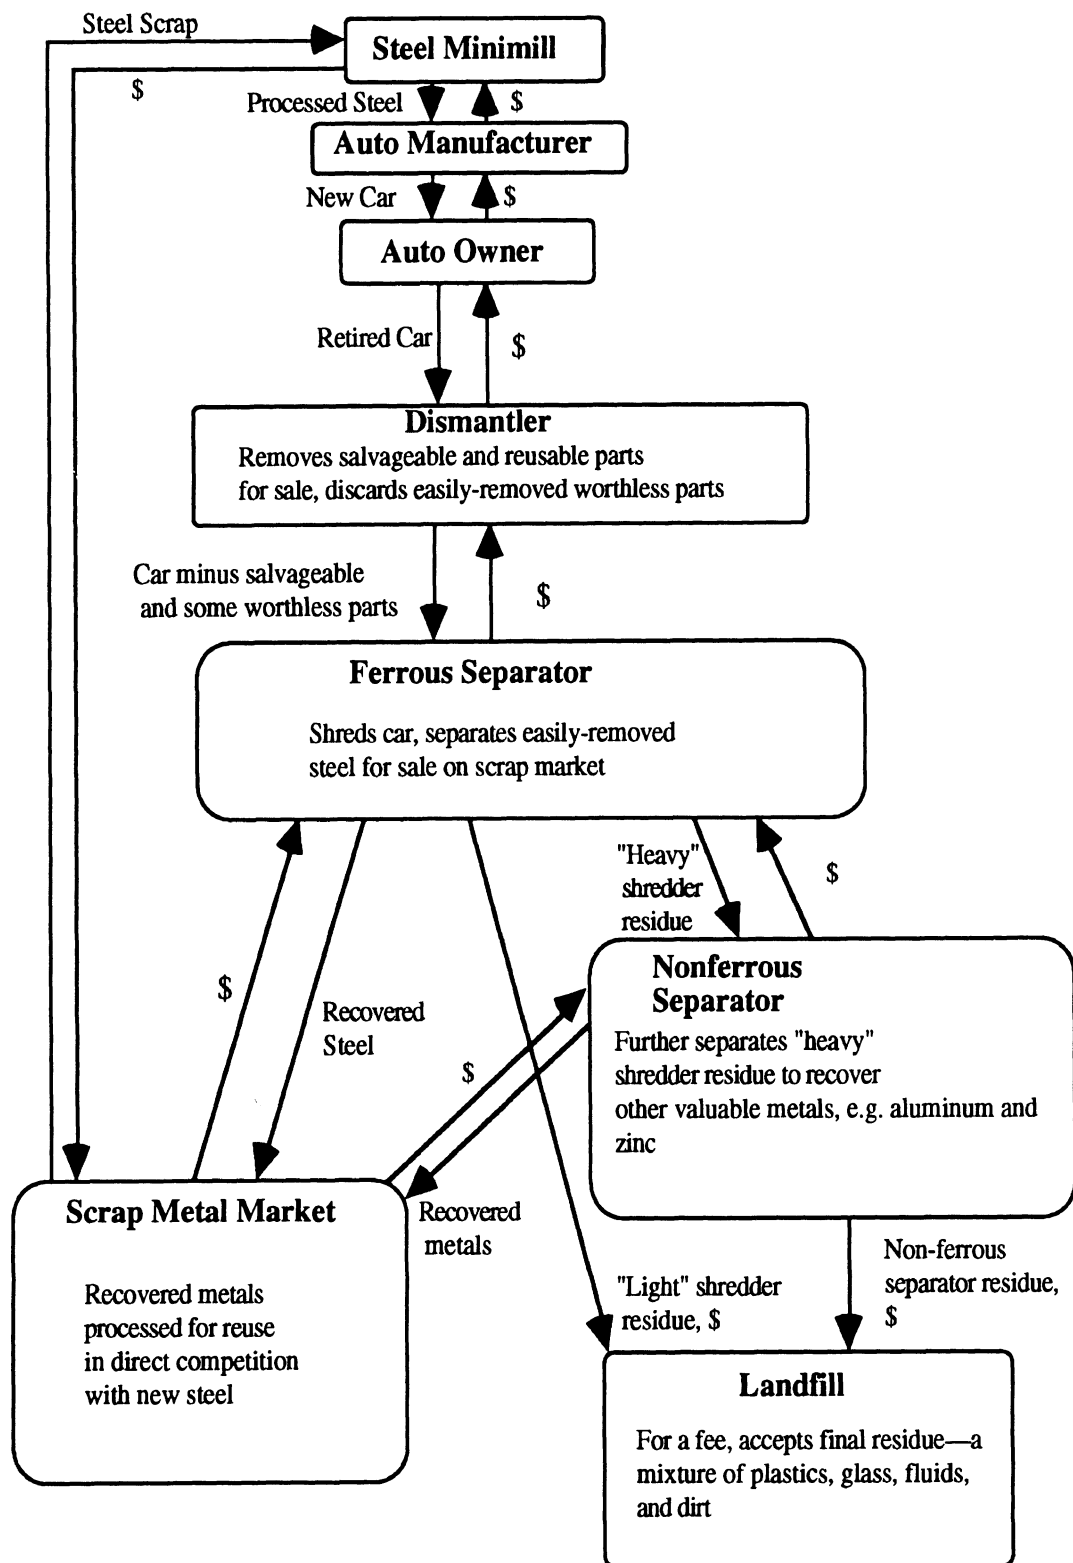 Steel Scrap
Steel Minimill
$
Processed Steel
$
Auto Manufacturer
New Car
$
Auto Owner
Retired Car
$
Dismantler
Removes salvageable and reusable parts
for sale, discards easily-removed worthless parts
Car minus salvageable
and some worthless parts
$
Ferrous Separator
Shreds car, separates easily-removed
steel for sale on scrap market
"Heavy"
shredder
residue
$
$
Recovered
Steel
$
Nonferrous
Separator
Further separates "heavy"
shredder residue to recover
other valuable metals, e.g. aluminum and
zinc
Scrap Metal Market
Recovered metals
processed for reuse
in direct competition
with new steel
Recovered
metals
"Light" shredder
residue, $
Non-ferrous
separator residue,
$
Landfill
For a fee, accepts final residue—a
mixture of plastics, glass, fluids,
and dirt